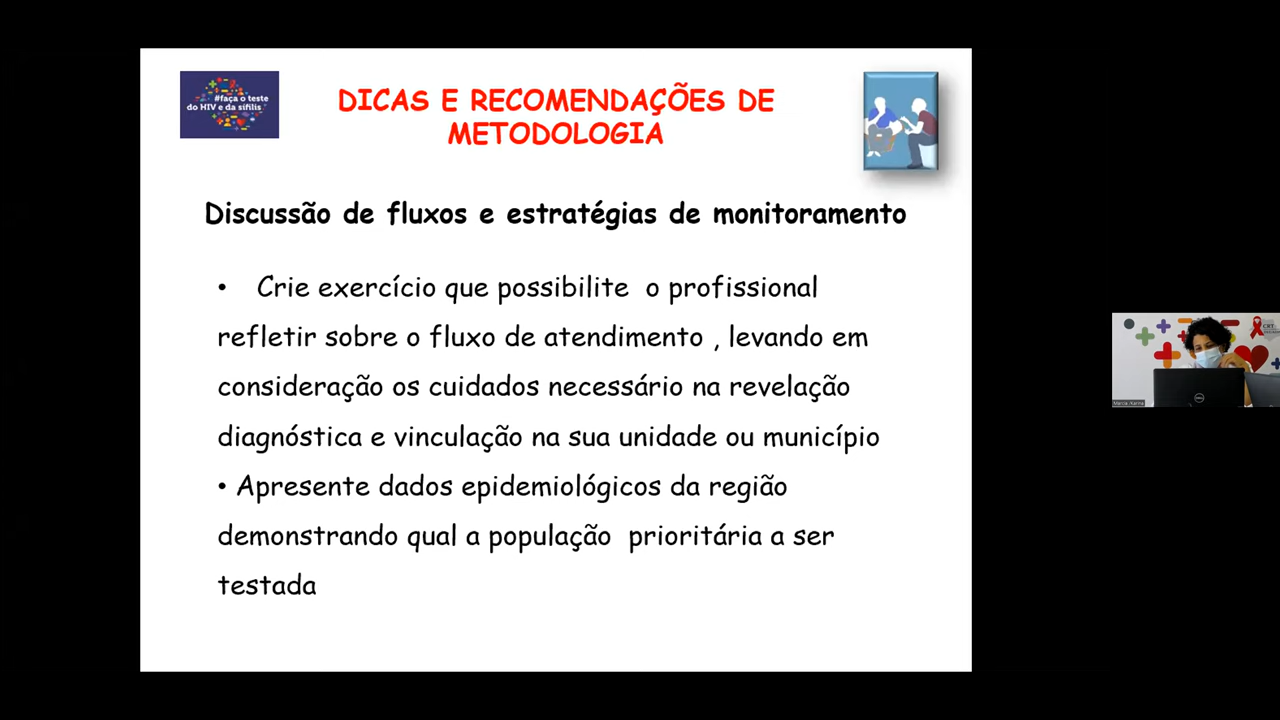 #faça o teste
do HIV e da sífilis
DICAS E RECOMENDAÇÕES DE
METODOLOGIA
Discussão de fluxos e estratégias de monitoramento
• Crie exercício que possibilite o profissional
refletir sobre o fluxo de atendimento , levando em
consideração os cuidados necessário na revelação
diagnóstica e vinculação na sua unidade ou município
• Apresente dados epidemiológicos da região
demonstrando qual a população prioritária a ser
testada
CRT
DELL